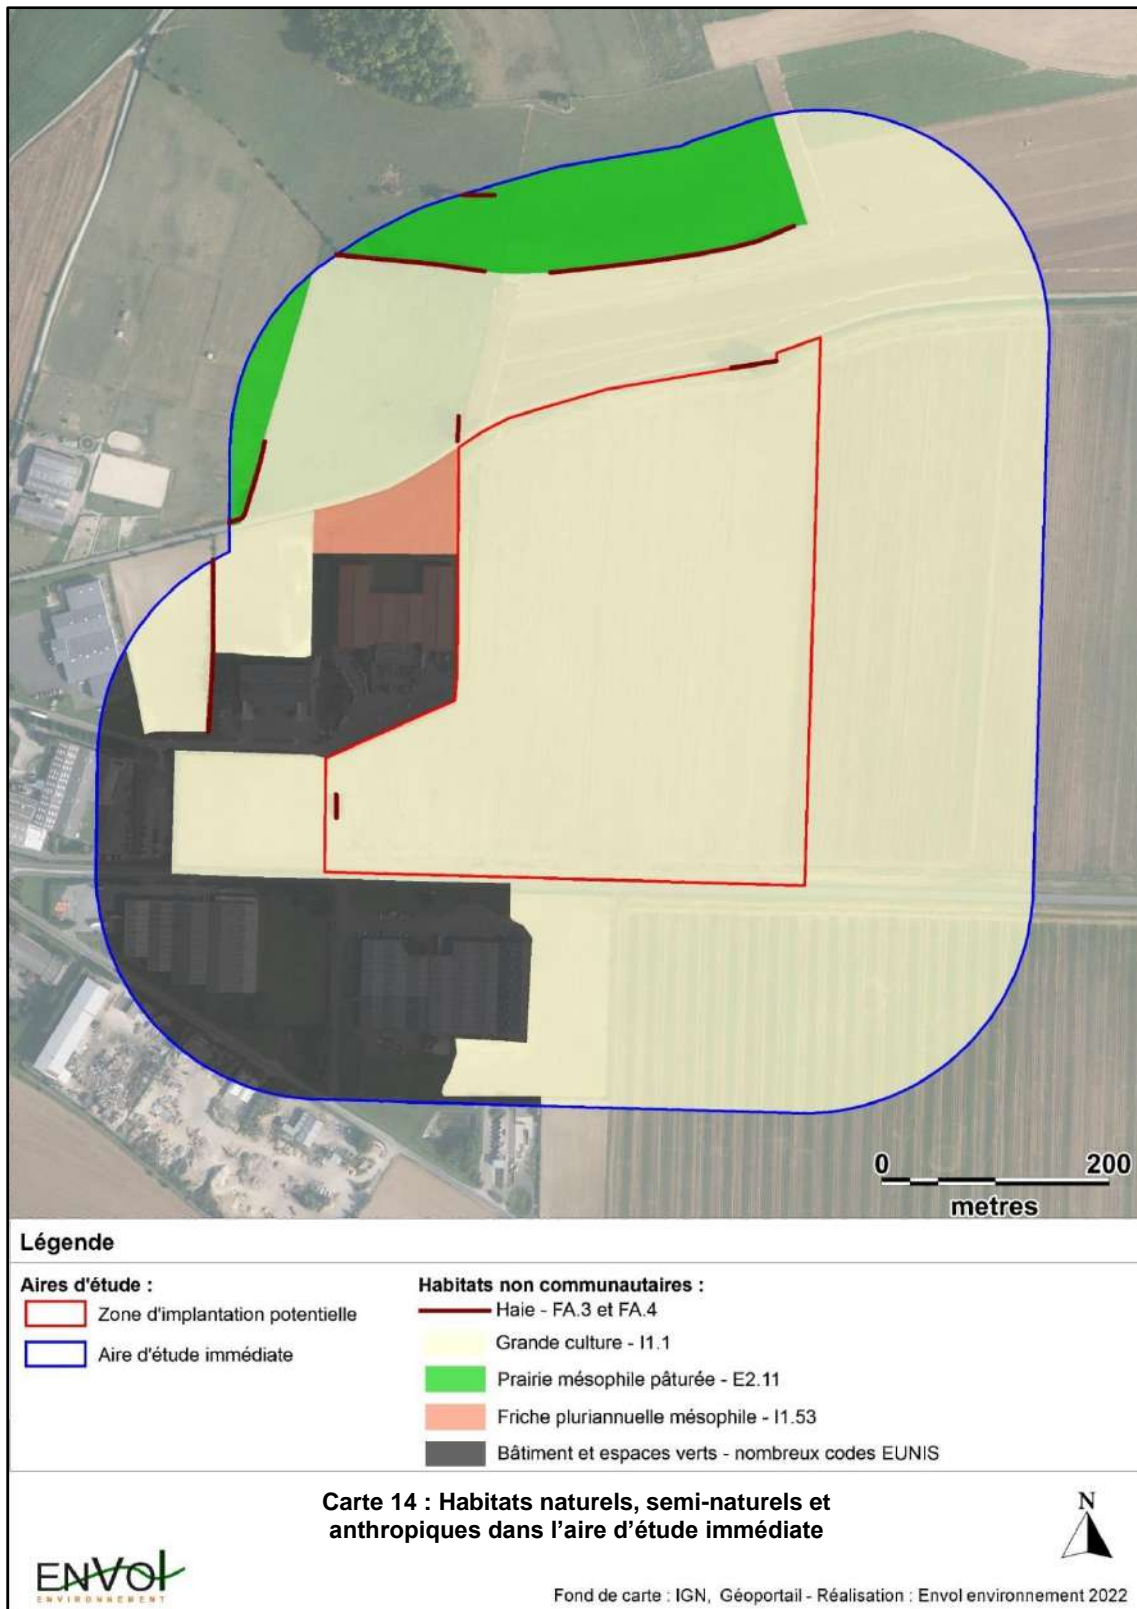 0 200
metres
Légende
Aires d'étude :
Zone d'implantation potentielle
Aire d'étude immédiate
Habitats non communautaires :
Haie - FA.3 et FA.4
Grande culture - I1.1
Prairie mésophile pâturée - E2.11
Friche pluriannuelle mésophile - I1.53
Bâtiment et espaces verts - nombreux codes EUNIS
Carte 14 : Habitats naturels, semi-naturels et
anthropiques dans l'aire d'étude immédiate
N
ENVOl
ENVIRONNEMENT
Fond de carte : IGN, Géoportail - Réalisation : Envol environnement 2022